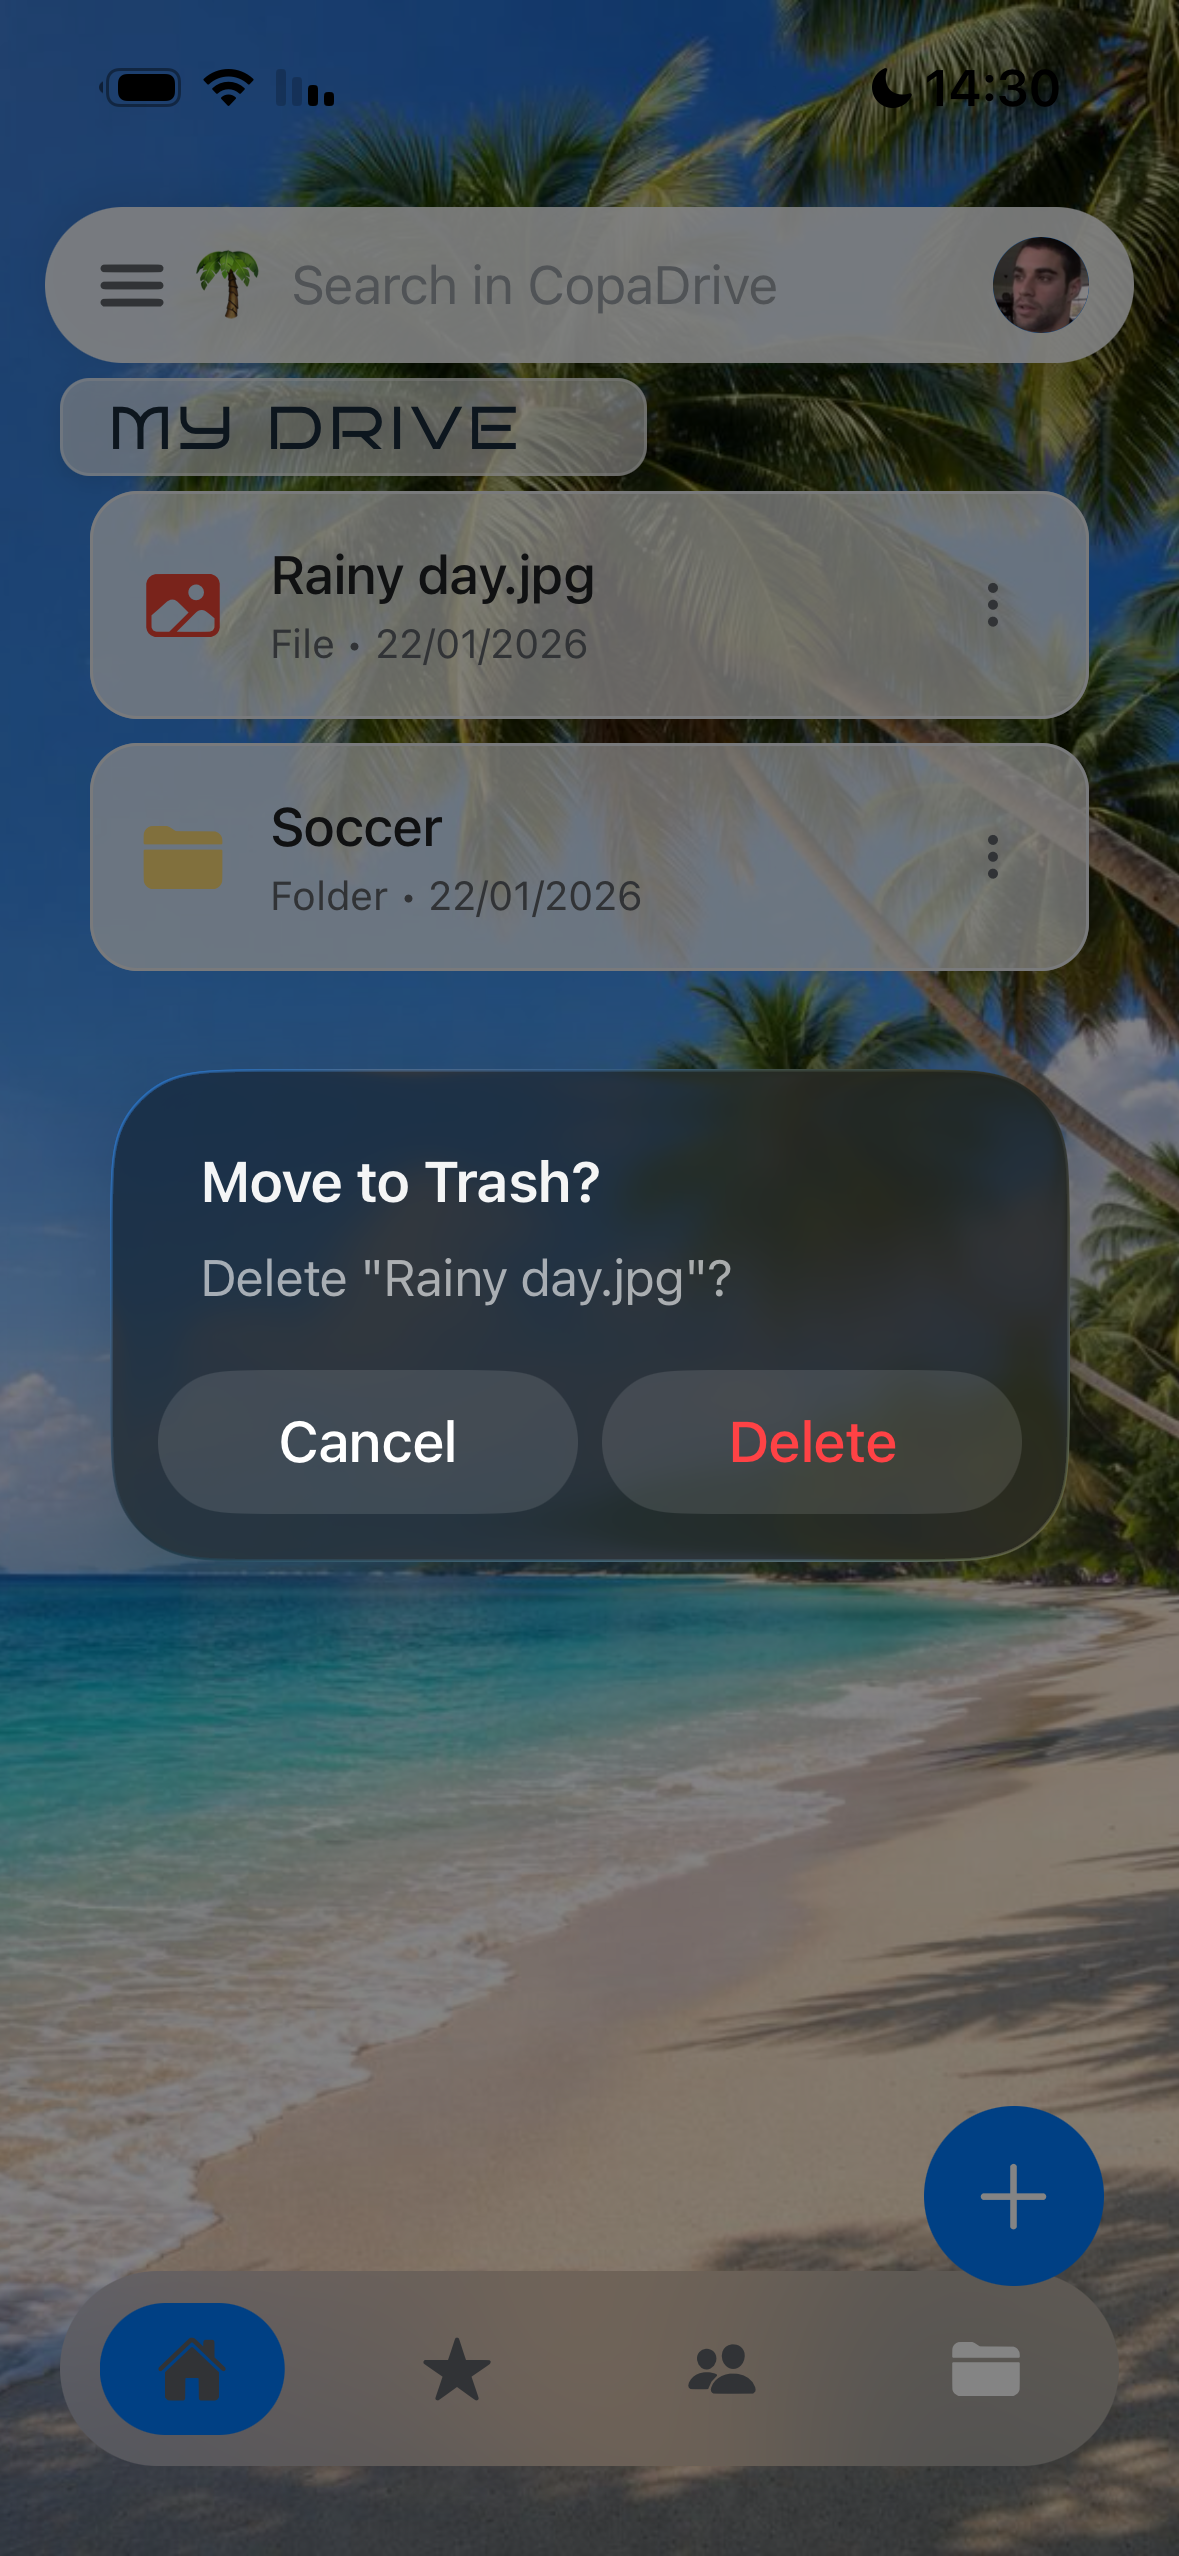 14:30
Search in CopaDrive
MY DRIVE
Rainy day.jpg
File • 22/01/2026
Soccer
Folder • 22/01/2026
Move to Trash?
Delete "Rainy day.jpg"?
Cancel
Delete